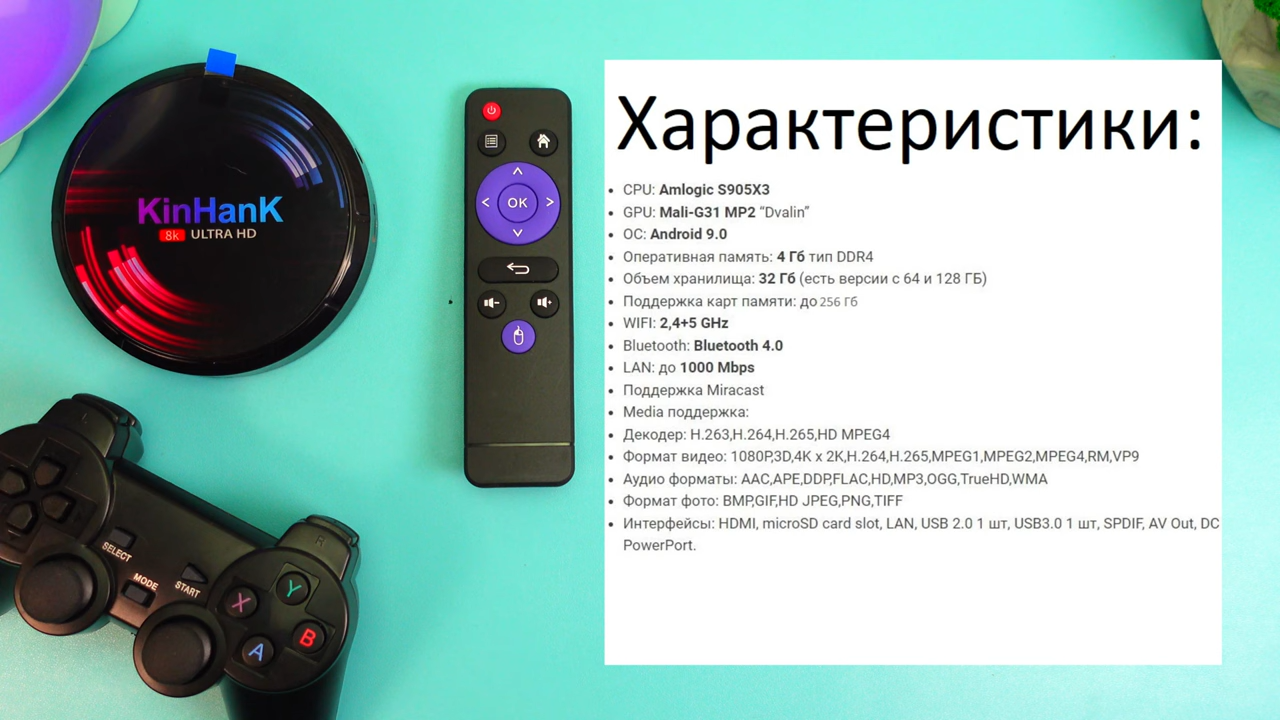 KinHanK
8k ULTRA HD
OK
SELECT
MODE
START
L
R
X
Y
A
B
Характеристики:
• CPU: Amlogic S905X3
• GPU: Mali-G31 MP2 “Dvalin”
• ОС: Android 9.0
• Оперативная память: 4 Гб тип DDR4
• Объем хранилища: 32 Гб (есть версии с 64 и 128 ГБ)
• Поддержка карт памяти: до 256 Гб
• WIFI: 2,4+5 GHz
• Bluetooth: Bluetooth 4.0
• LAN: до 1000 Mbps
• Поддержка Miracast
• Media поддержка:
• Декодер: H.263,H.264,H.265,HD MPEG4
• Формат видео: 1080P,3D,4K x 2K,H.264,H.265,MPEG1,MPEG2,MPEG4,RM,VP9
• Аудио форматы: AAC,APE,DDP,FLAC,HD,MP3,OGG,TrueHD,WMA
• Формат фото: BMP,GIF,HD JPEG,PNG,TIFF
• Интерфейсы: HDMI, microSD card slot, LAN, USB 2.0 1 шт, USB3.0 1 шт, SPDIF, AV Out, DC
PowerPort.